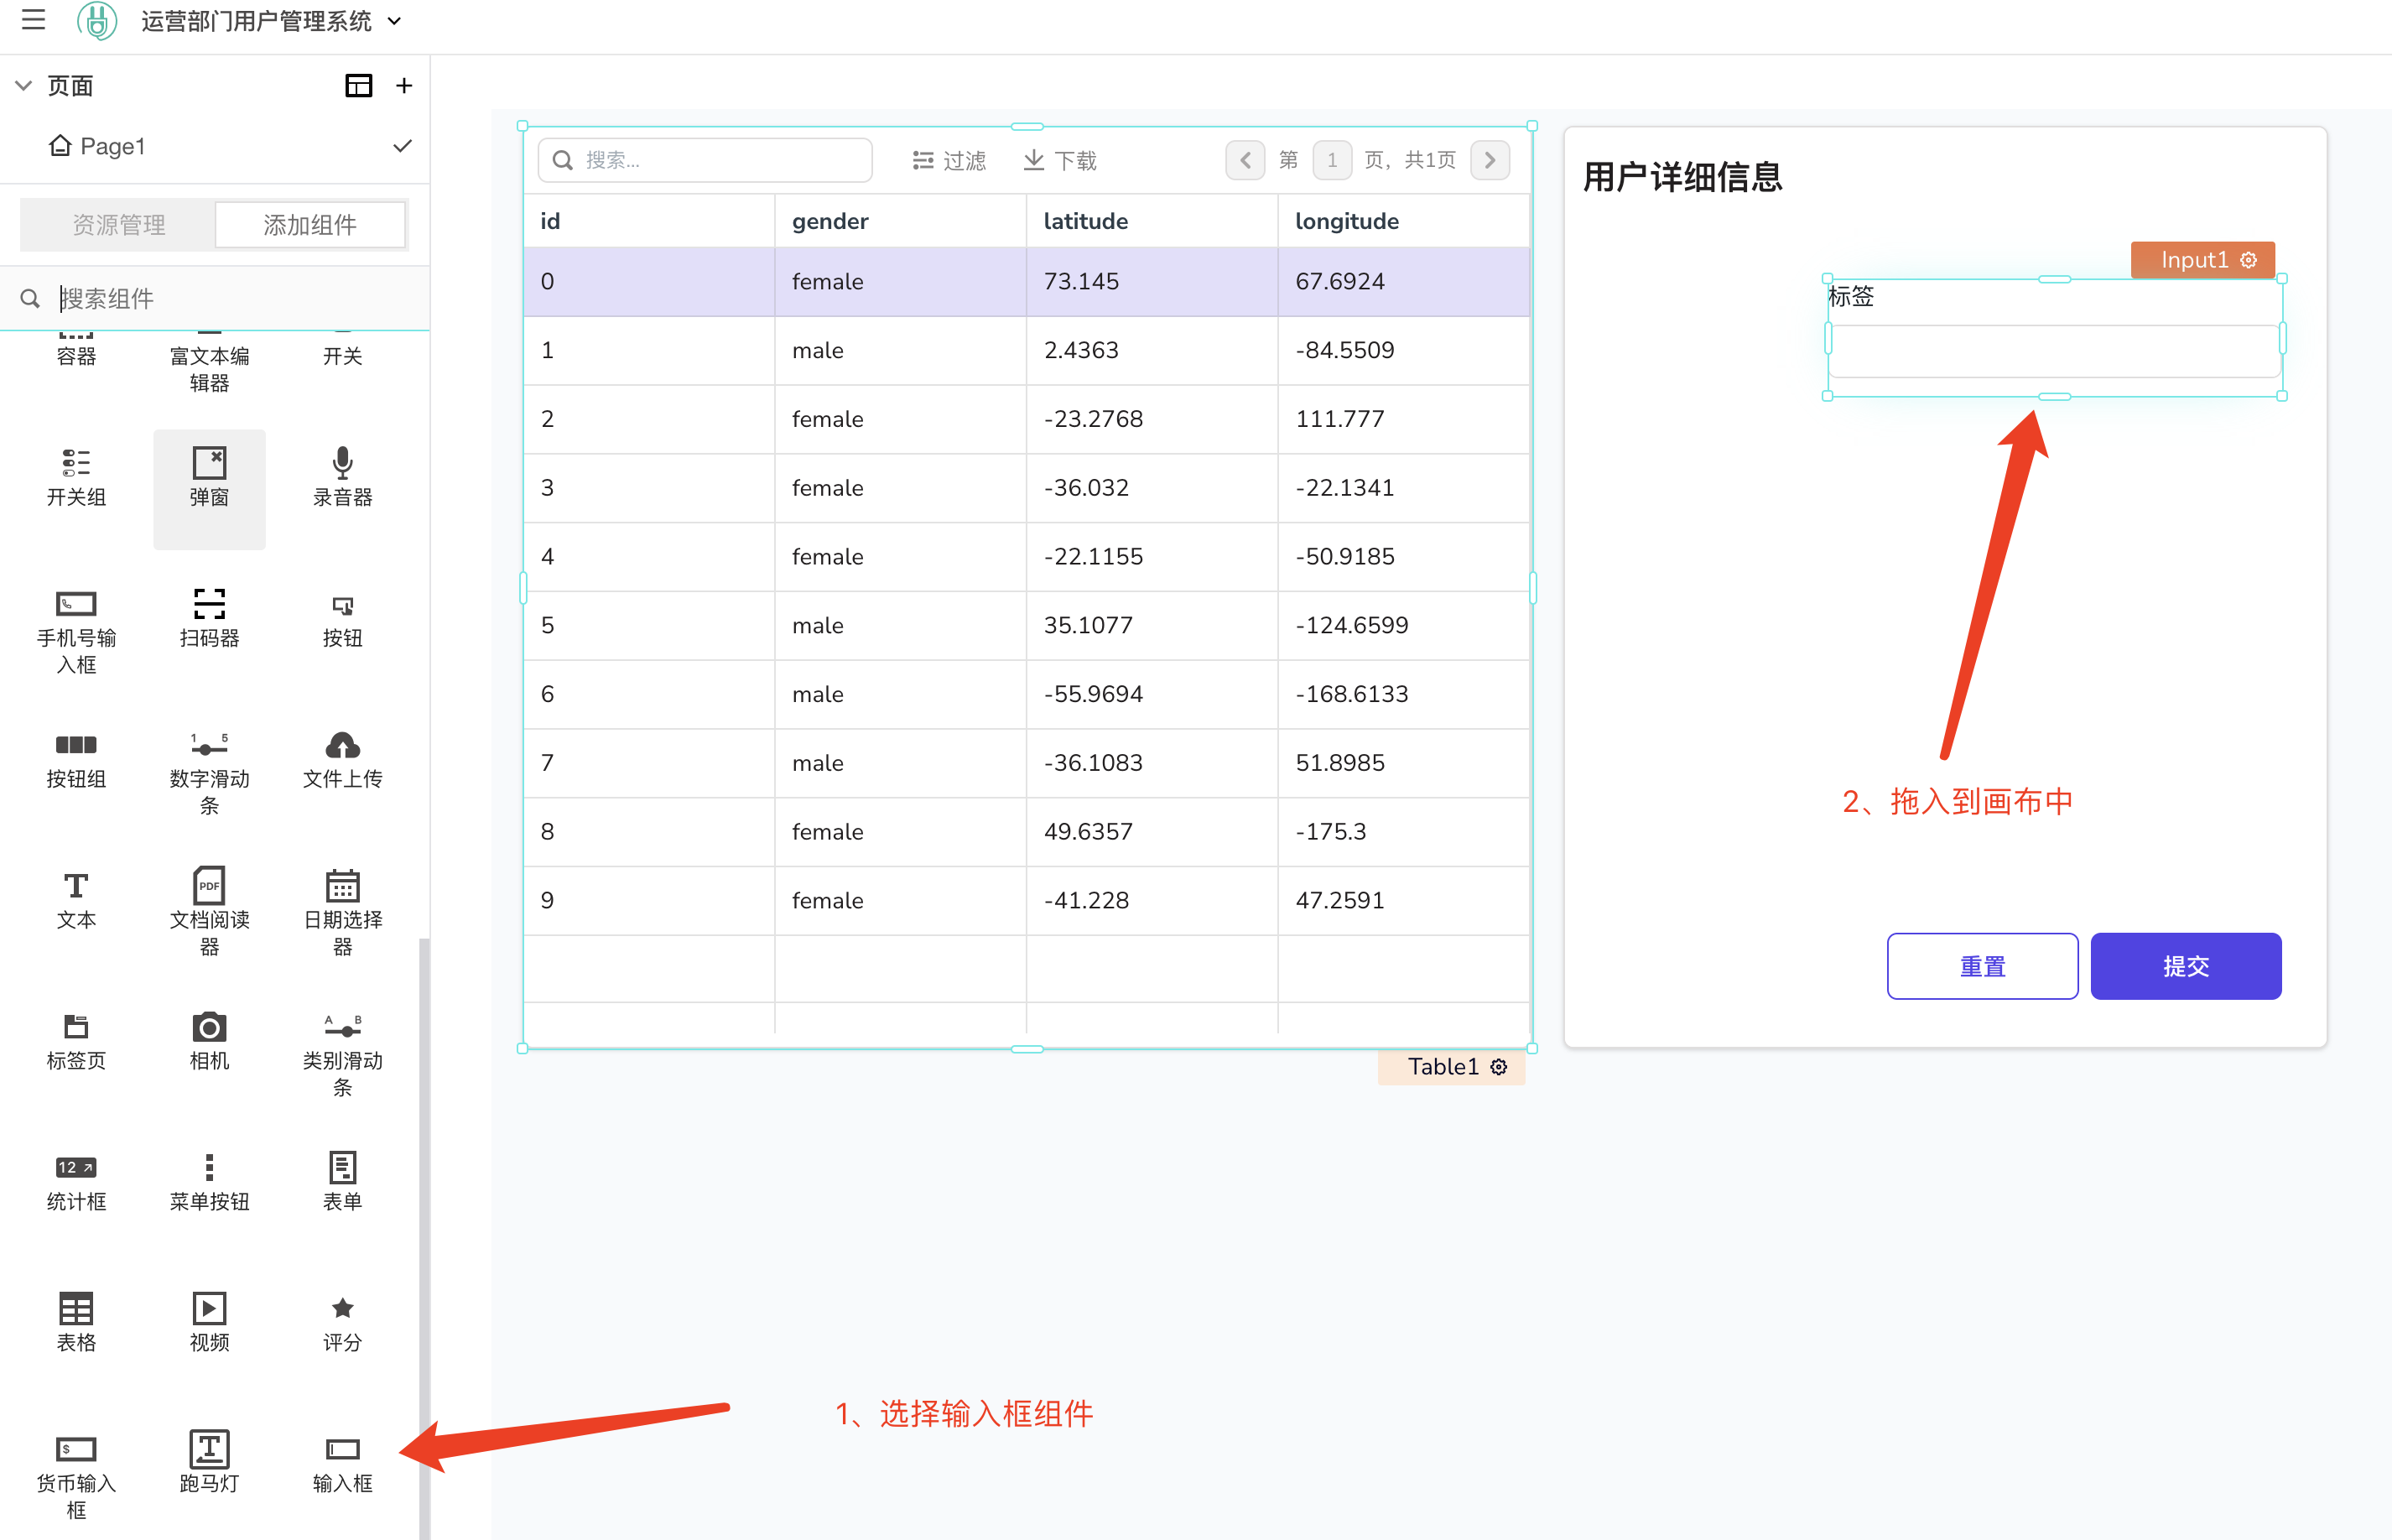 运营部门用户管理系统
页面
Page1
资源管理
添加组件
搜索组件
容器
富文本编
辑器
开关
开关组
弹窗
录音器
手机号输
入框
扫码器
按钮
按钮组
1 5
数字滑动
条
文件上传
文本
PDF
文档阅读
器
日期选择
器
标签页
相机
A B
类别滑动
条
12
统计框
菜单按钮
表单
表格
视频
评分
$
货币输入
框
跑马灯
输入框
搜索...
过滤
下载
第 1 页，共1页
id gender latitude longitude
0 female 73.145 67.6924
1 male 2.4363 -84.5509
2 female -23.2768 111.777
3 female -36.032 -22.1341
4 female -22.1155 -50.9185
5 male 35.1077 -124.6599
6 male -55.9694 -168.6133
7 male -36.1083 51.8985
8 female 49.6357 -175.3
9 female -41.228 47.2591
Table1
用户详细信息
Input1
标签
2、拖入到画布中
重置
提交
1、选择输入框组件